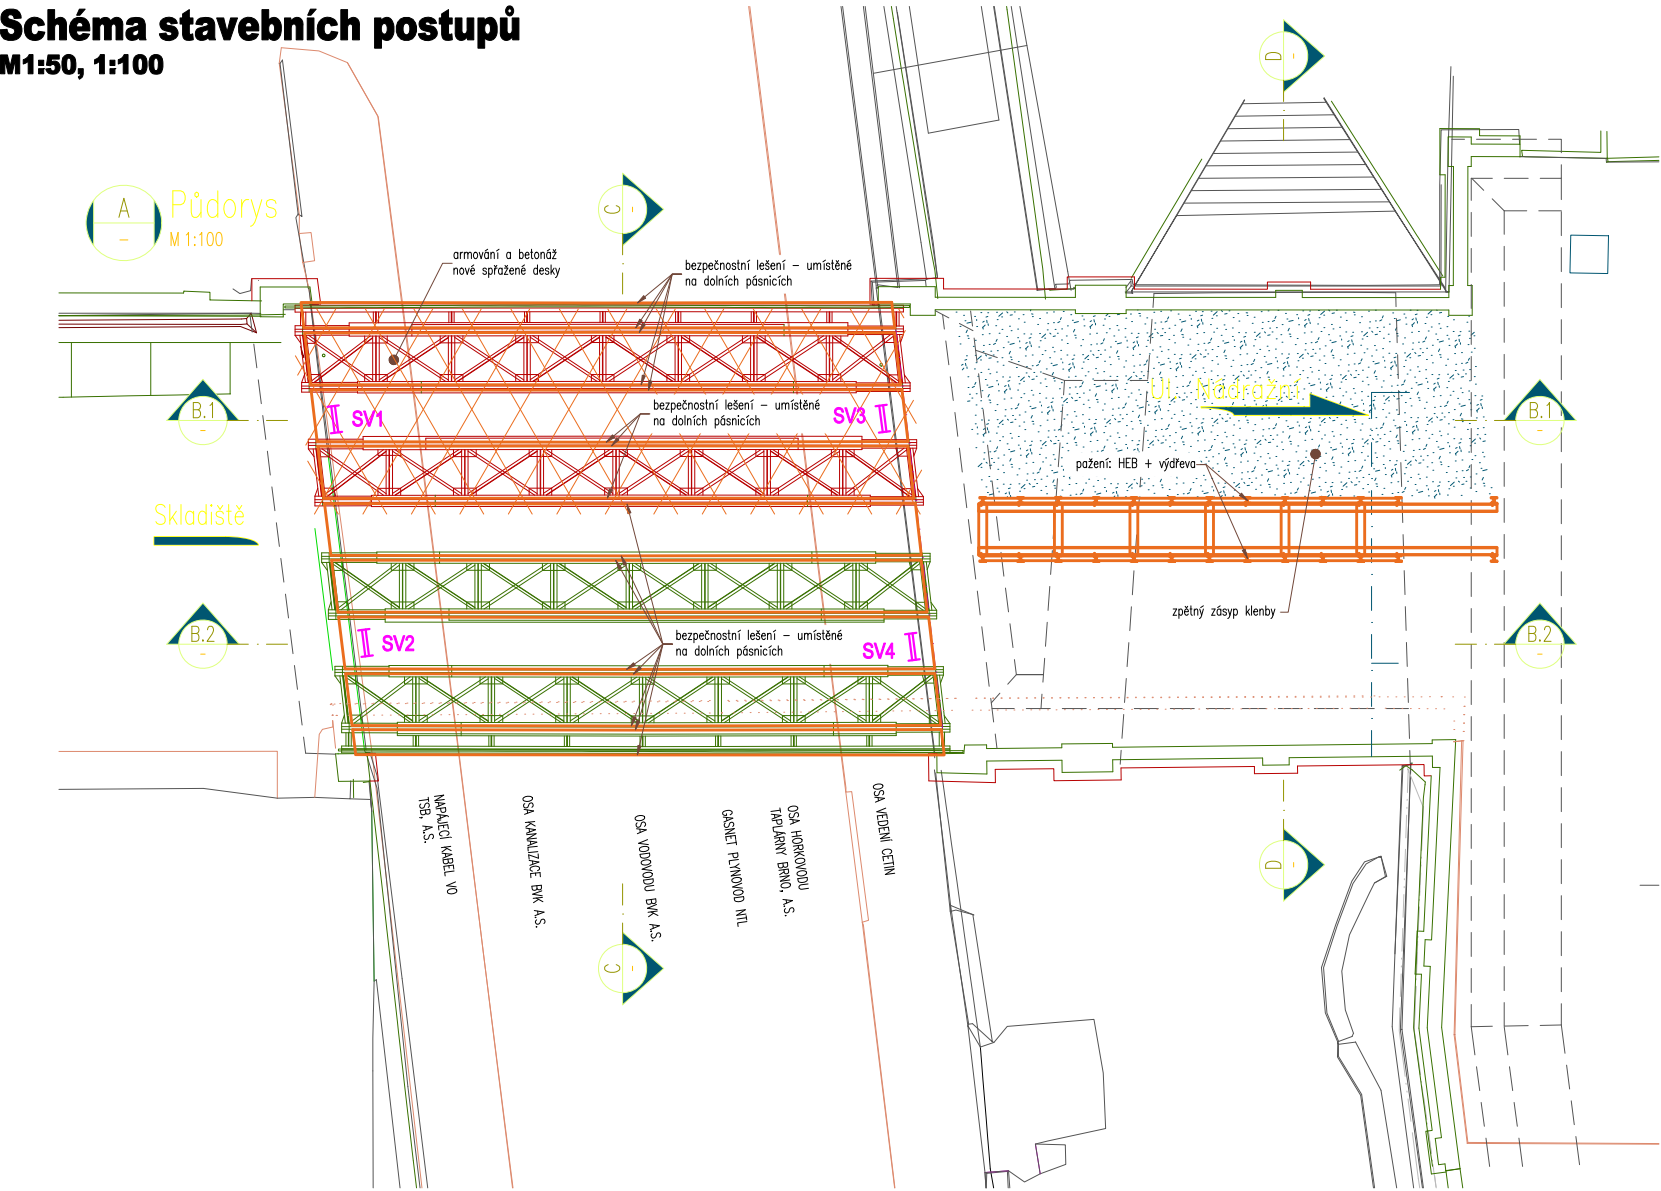 Schéma stavebních postupů
M1:50, 1:100
D
-
A
-
Půdorys
M 1:100
C
-
armování a betonáž
nové spřažené desky
bezpečnostní lešení – umístěné
na dolních pásnicích
Ul. Nádražní
B.1
-
SV1
bezpečnostní lešení – umístěné
na dolních pásnicích
SV3
B.1
-
pažení: HEB + výdřeva
Skladiště
zpětný zásyp klenby
B.2
-
SV2
bezpečnostní lešení – umístěné
na dolních pásnicích
SV4
B.2
-
NAPÁJECÍ KABEL VO
TSB, A.S.
OSA KANALIZACE BVK A.S.
OSA VODOVODU BVK A.S.
GASNET PLYNOVOD NTL
OSA HORKOVODU
TAPLÁRNY BRNO, A.S.
OSA VEDENÍ CETIN
D
-
C
-